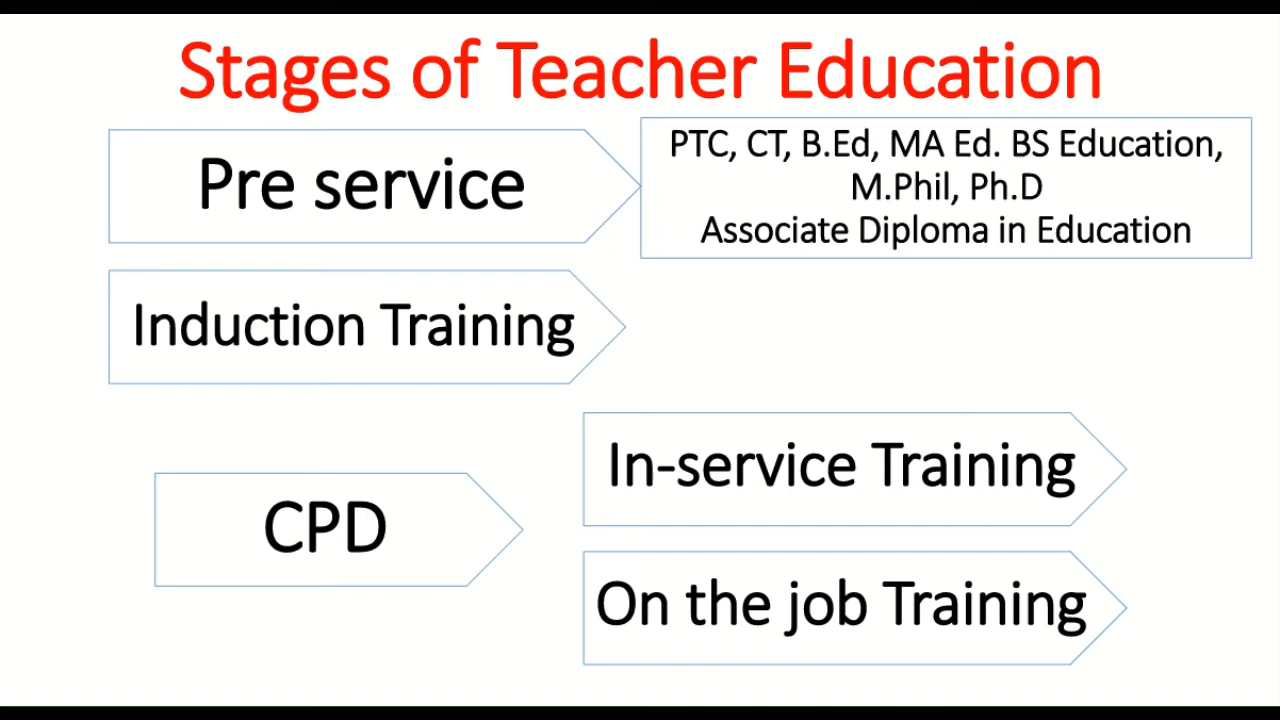 Stages of Teacher Education
Pre service
PTC, CT, B.Ed, MA Ed. BS Education,
M.Phil, Ph.D
Associate Diploma in Education
Induction Training
CPD
In-service Training
On the job Training